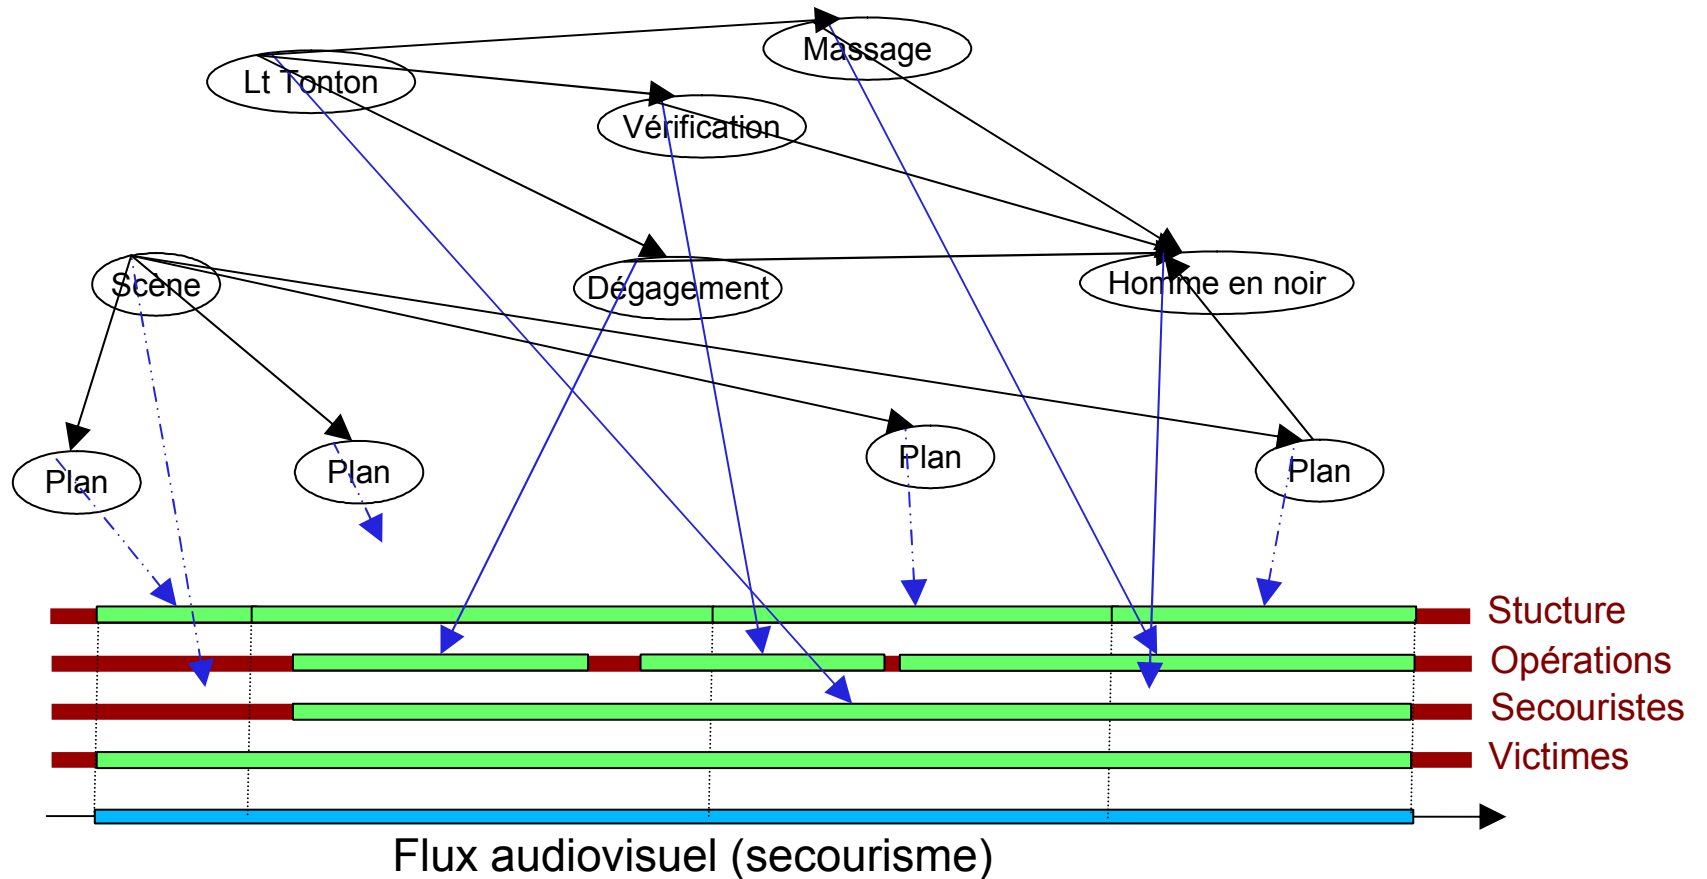 Massage
Lt Tonton
Vérification
Scène
Dégagement
Homme en noir
Plan
Plan
Plan
Plan
Stucture
Opérations
Secouristes
Victimes
Flux audiovisuel (secourisme)